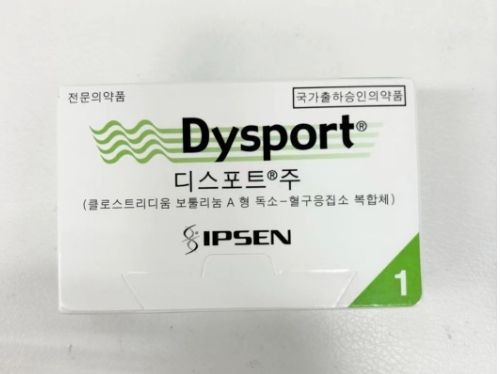 전문의약품
국가출하승인의약품
Dysport®
디스포트®주
(클로스트리디움 보툴리눔 A 형 독소-혈구응집소 복합체)
IPSEN
1